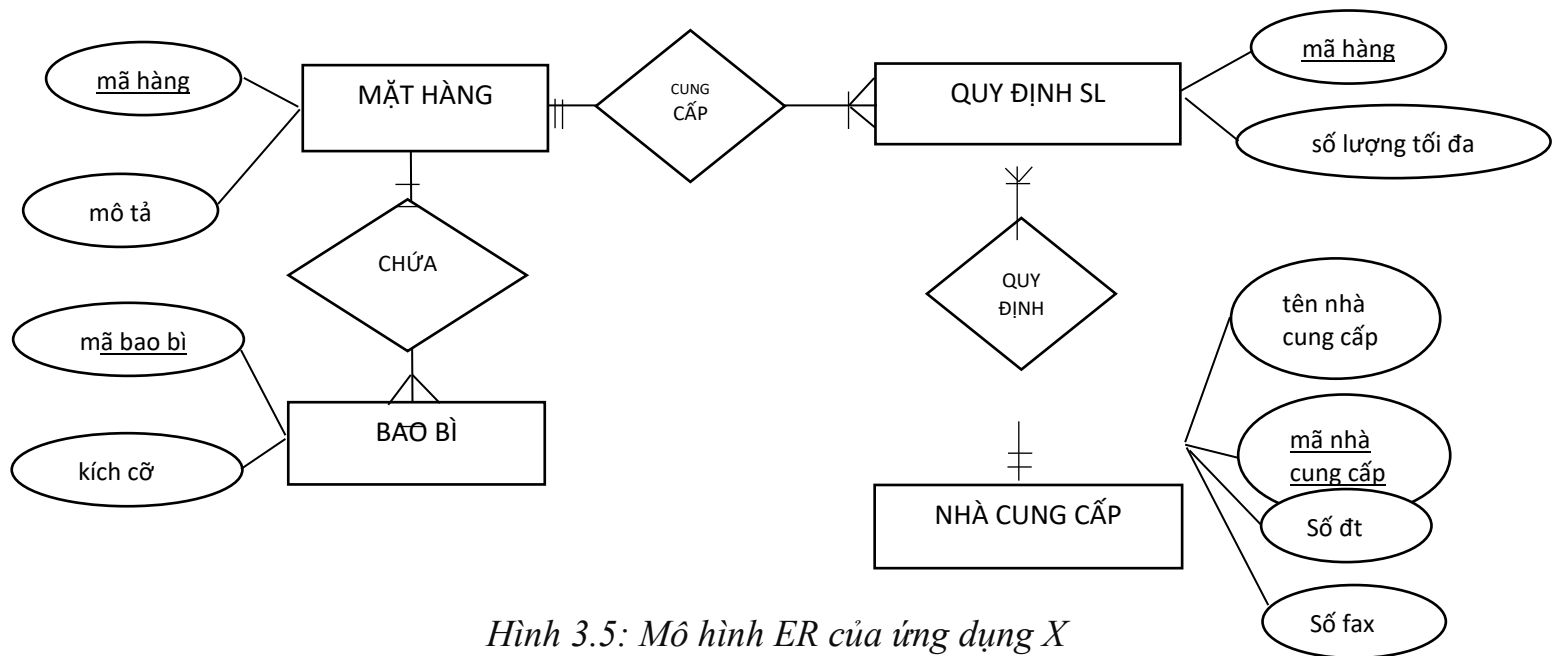 mã hàng
MẶT HÀNG
CUNG
CẤP
QUY ĐỊNH SL
mã hàng
số lượng tối đa
mô tả
CHỨA
QUY
ĐỊNH
tên nhà
cung cấp
mã bao bì
mã nhà
cung cấp
BAO BÌ
kích cỡ
NHÀ CUNG CẤP
Số đt
Số fax
Hình 3.5: Mô hình ER của ứng dụng X